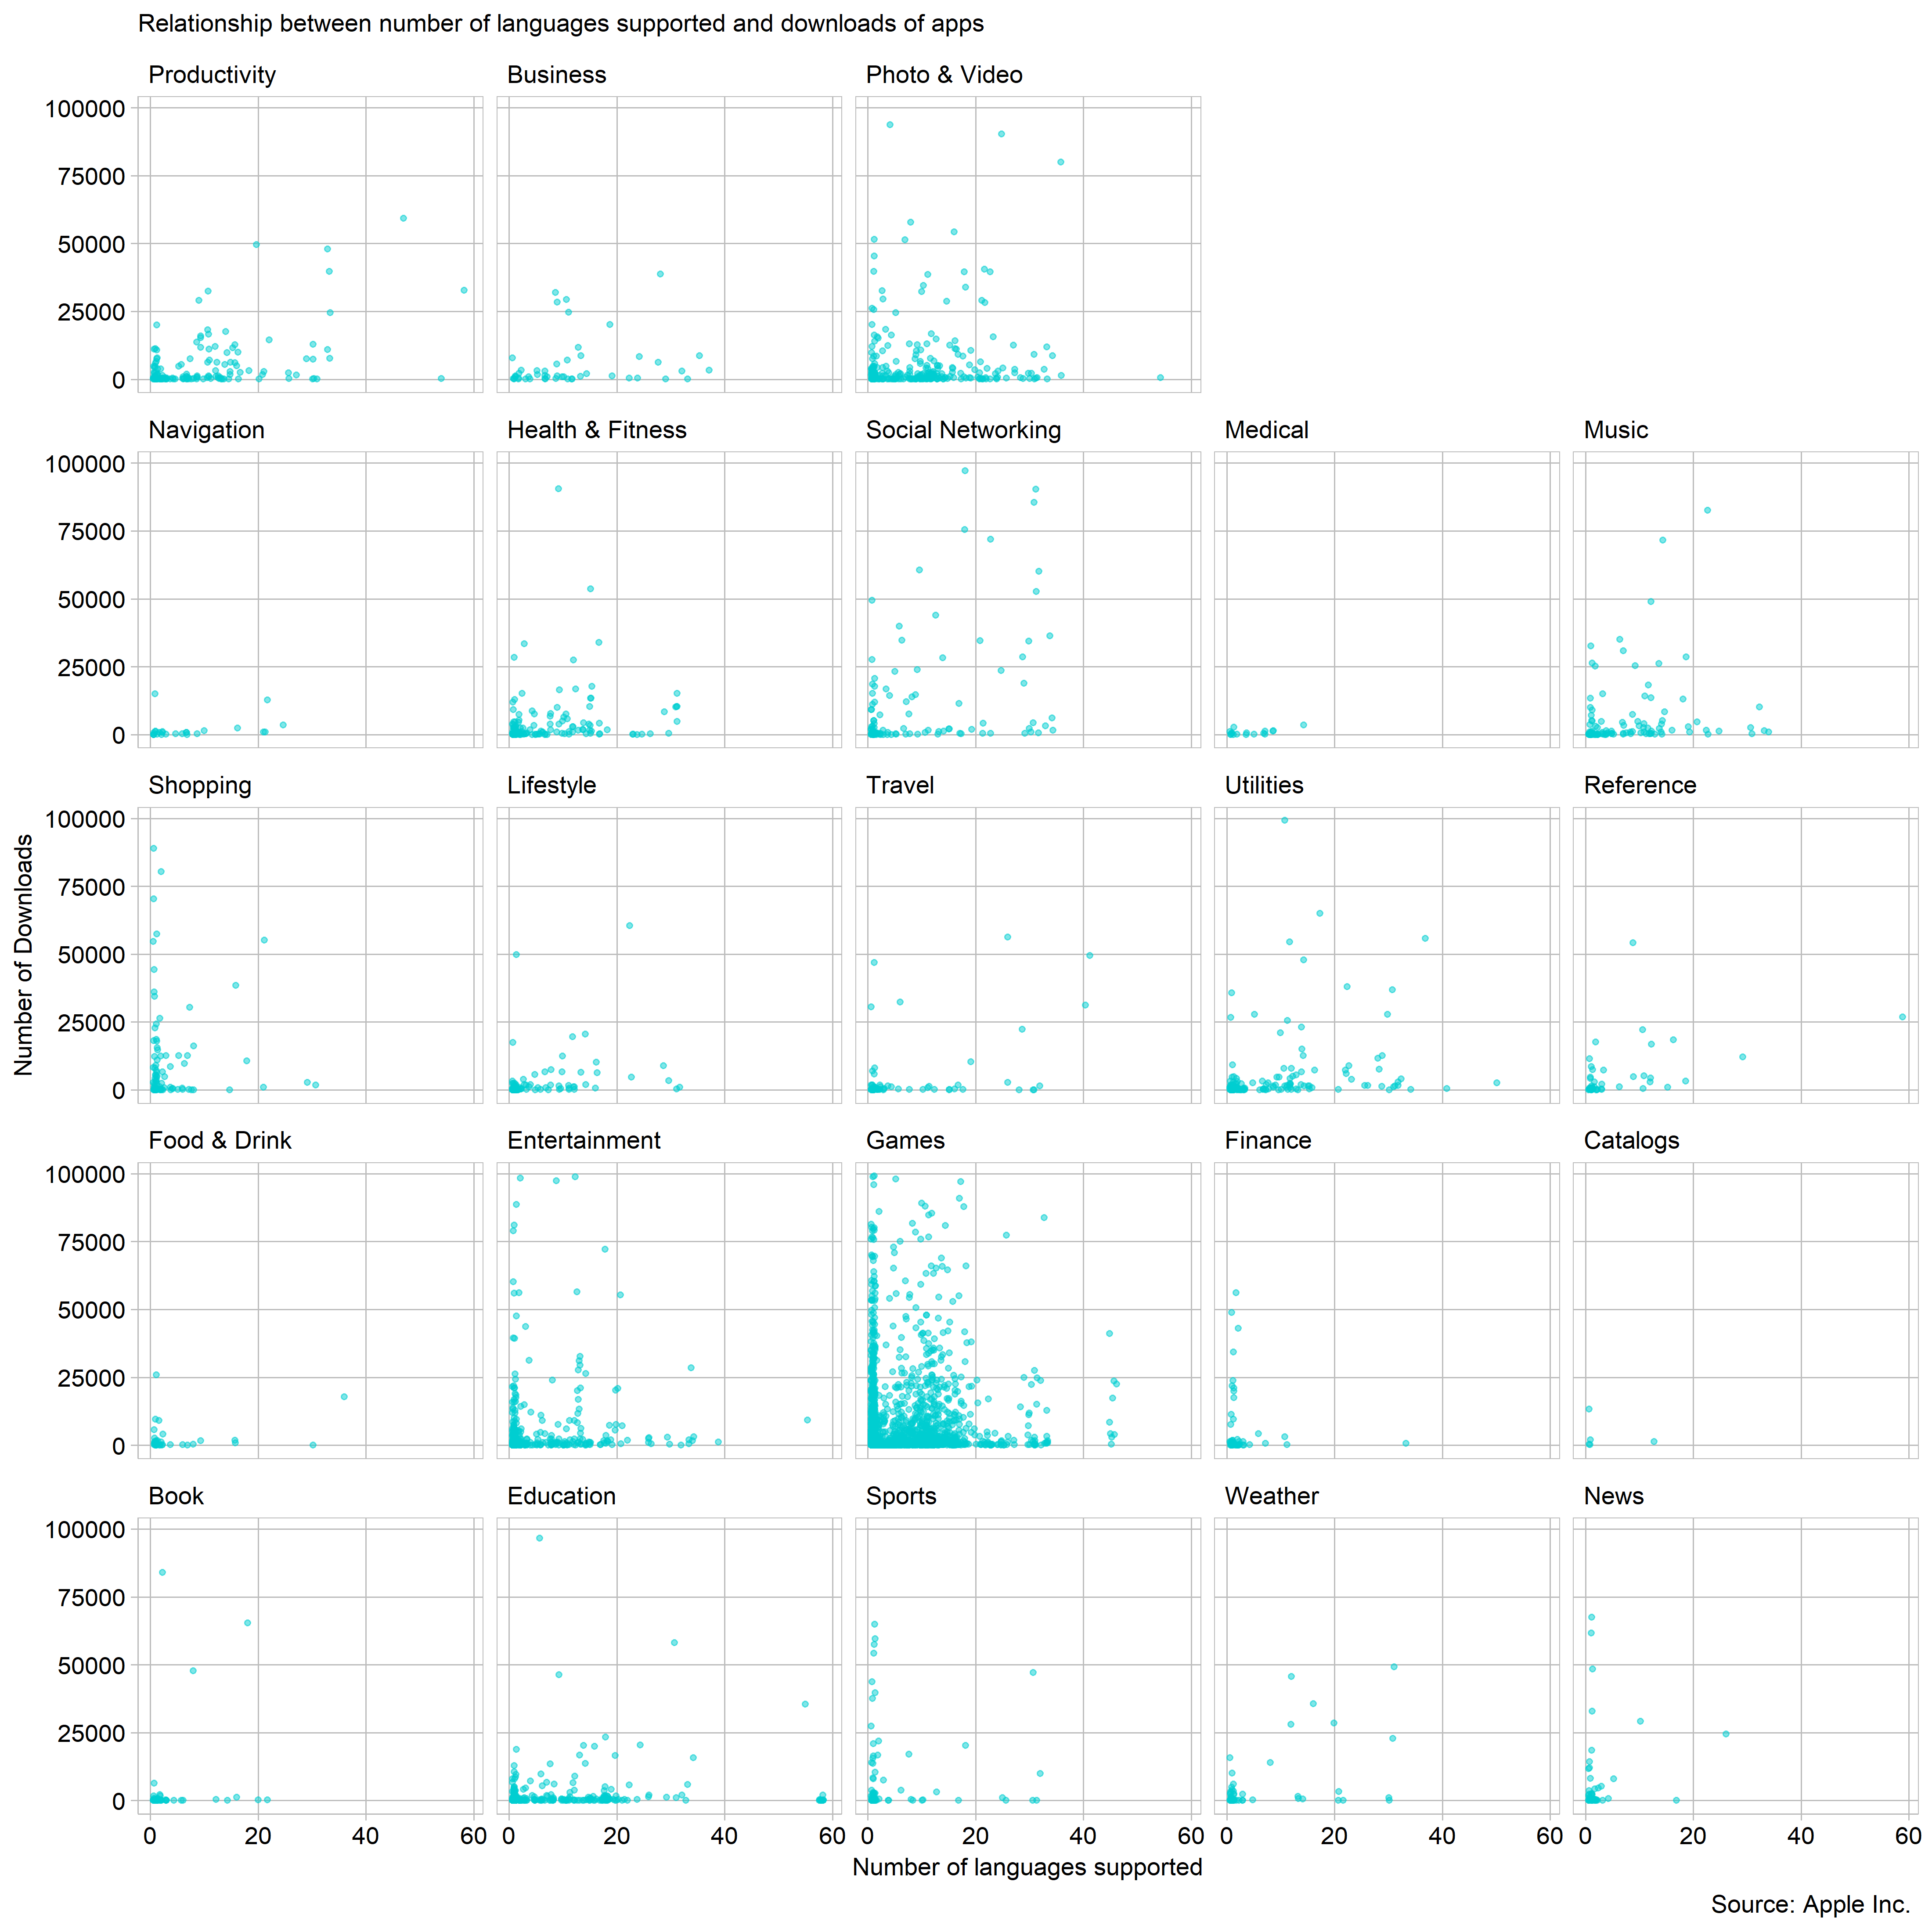 Relationship between number of languages supported and downloads of apps
Productivity Business Photo & Video
100000
75000
50000
25000
0
Navigation Health & Fitness Social Networking Medical Music
100000
75000
50000
25000
0
Shopping Lifestyle Travel Utilities Reference
100000
75000
50000
25000
0
Number of Downloads
Food & Drink Entertainment Games Finance Catalogs
100000
75000
50000
25000
0
Book Education Sports Weather News
100000
75000
50000
25000
0
0 20 40 60 0 20 40 60 0 20 40 60 0 20 40 60 0 20 40 60
Number of languages supported
Source: Apple Inc.